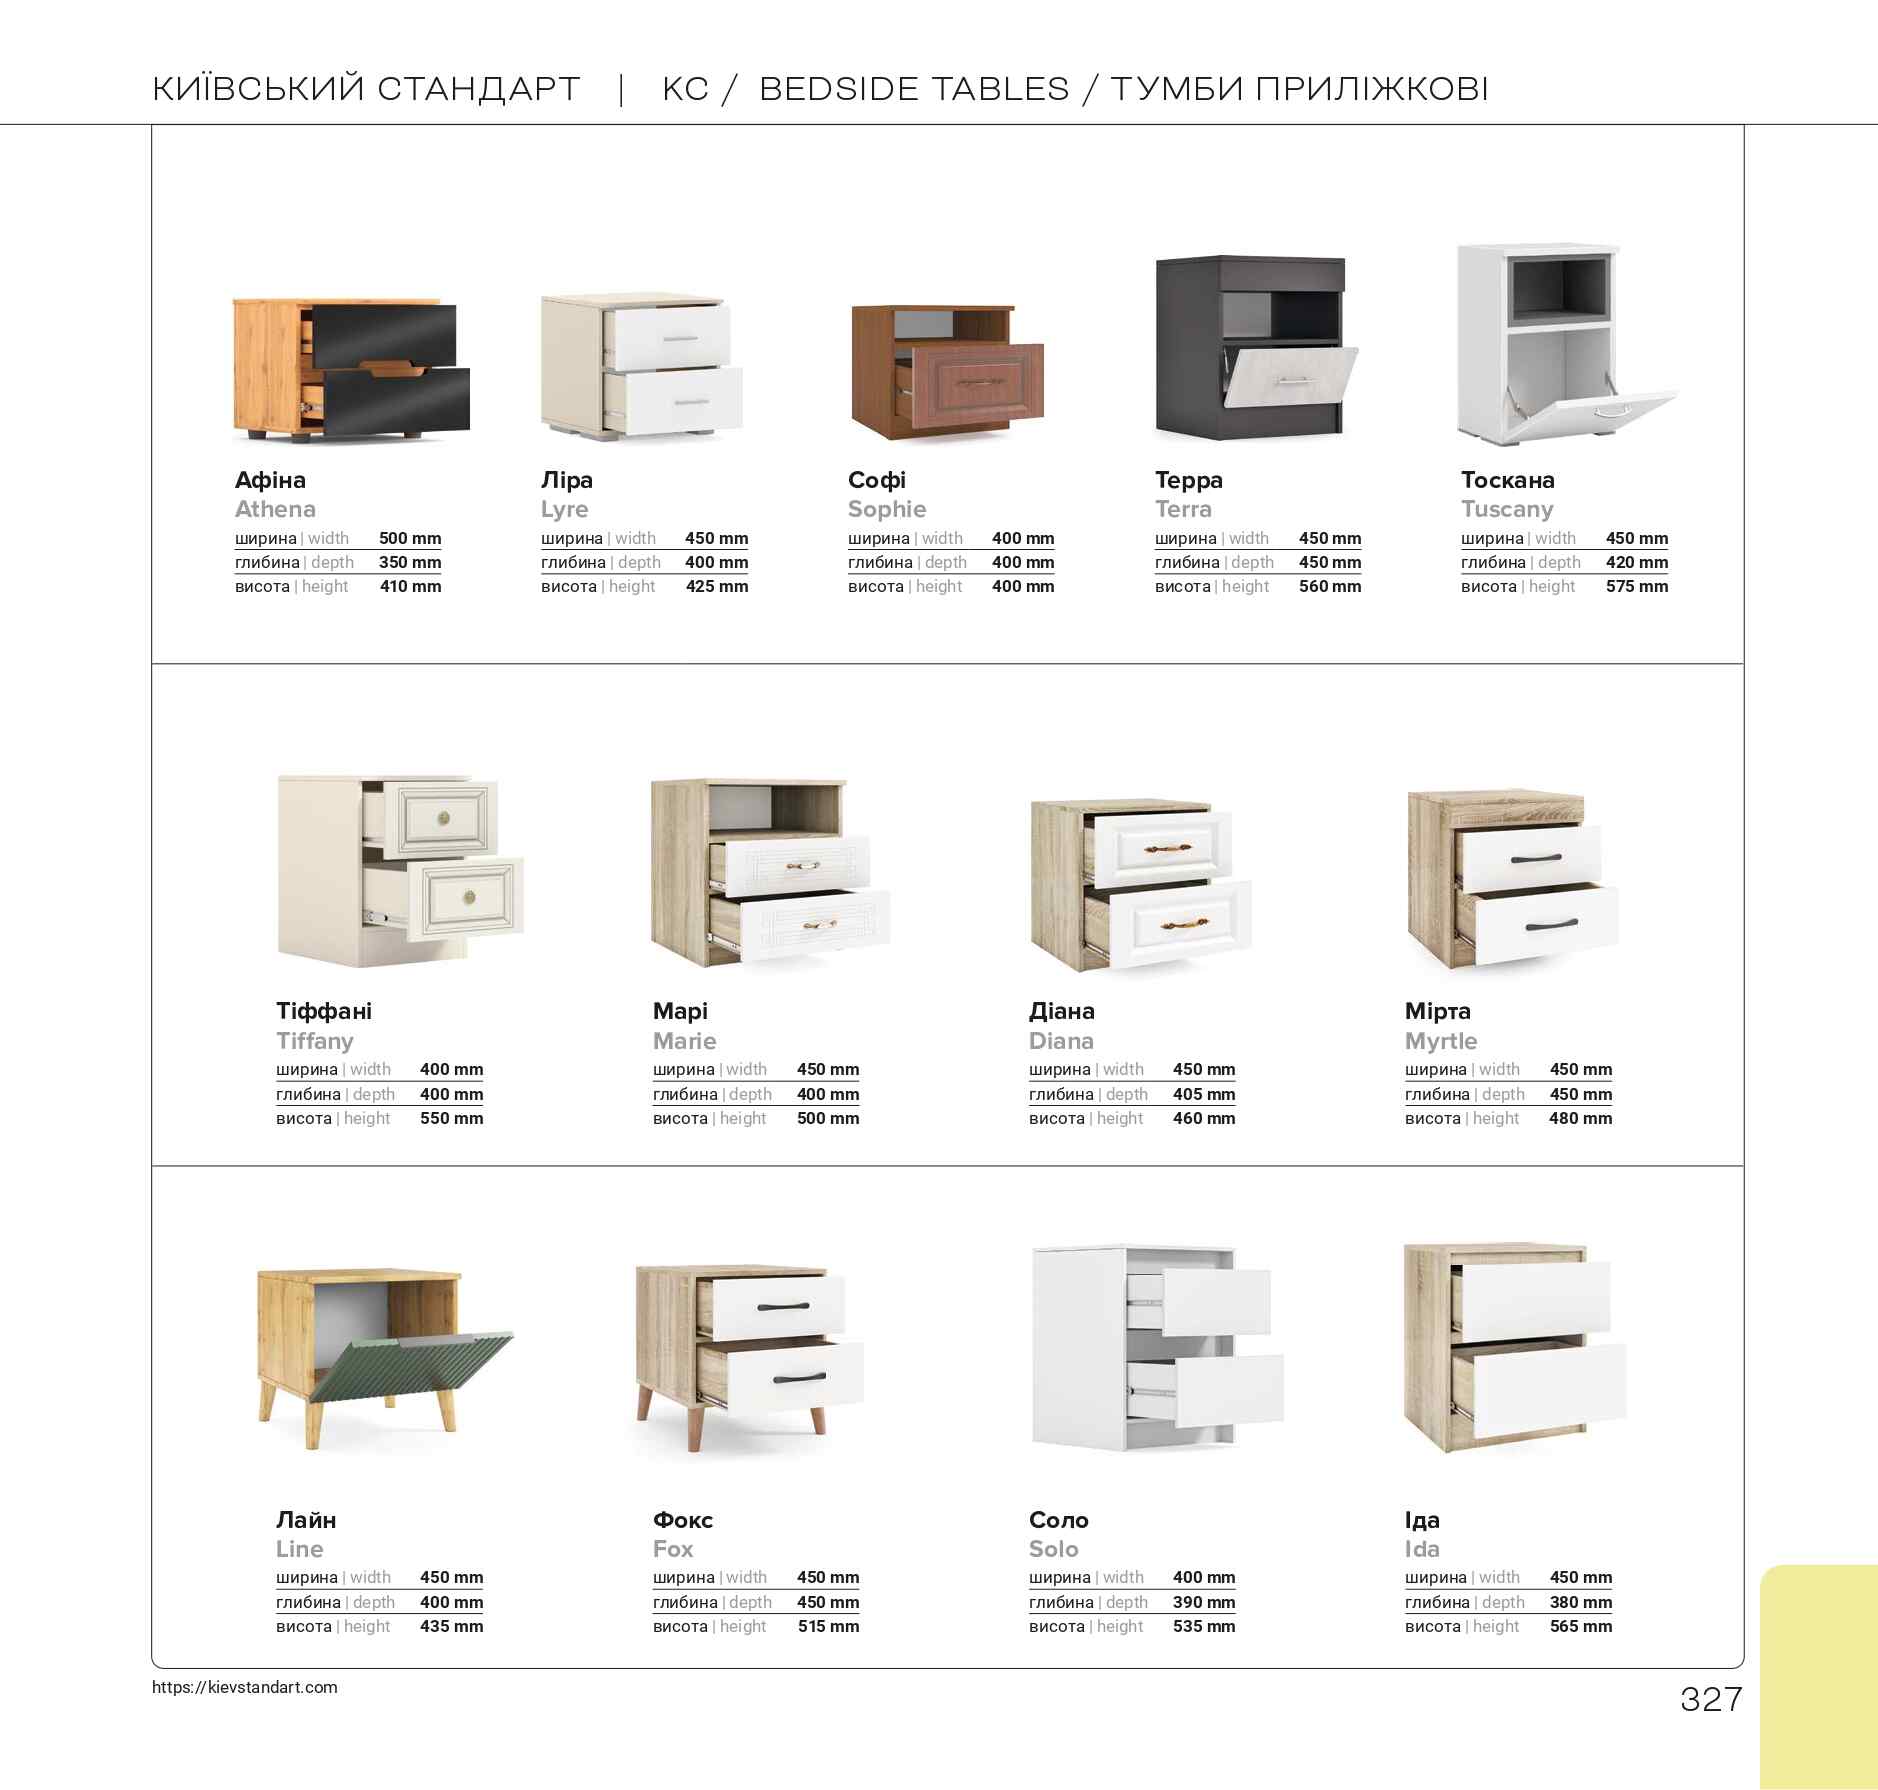 КИЇВСЬКИЙ СТАНДАРТ | KC / BEDSIDE TABLES / ТУМБИ ПРИЛІЖКОВІ
Афіна
Athena
ширина | width 500 mm
глибина | depth 350 mm
висота | height 410 mm
Ліра
Lyre
ширина | width 450 mm
глибина | depth 400 mm
висота | height 425 mm
Софі
Sophie
ширина | width 400 mm
глибина | depth 400 mm
висота | height 400 mm
Терра
Terra
ширина | width 450 mm
глибина | depth 450 mm
висота | height 560 mm
Тоскана
Tuscany
ширина | width 450 mm
глибина | depth 420 mm
висота | height 575 mm
Тіффані
Tiffany
ширина | width 400 mm
глибина | depth 400 mm
висота | height 550 mm
Марі
Marie
ширина | width 450 mm
глибина | depth 400 mm
висота | height 500 mm
Діана
Diana
ширина | width 450 mm
глибина | depth 405 mm
висота | height 460 mm
Мірта
Myrtle
ширина | width 450 mm
глибина | depth 450 mm
висота | height 480 mm
Лайн
Line
ширина | width 450 mm
глибина | depth 400 mm
висота | height 435 mm
Фокс
Fox
ширина | width 450 mm
глибина | depth 450 mm
висота | height 515 mm
Соло
Solo
ширина | width 400 mm
глибина | depth 390 mm
висота | height 535 mm
Іда
Ida
ширина | width 450 mm
глибина | depth 380 mm
висота | height 565 mm
https://kievstandart.com
327